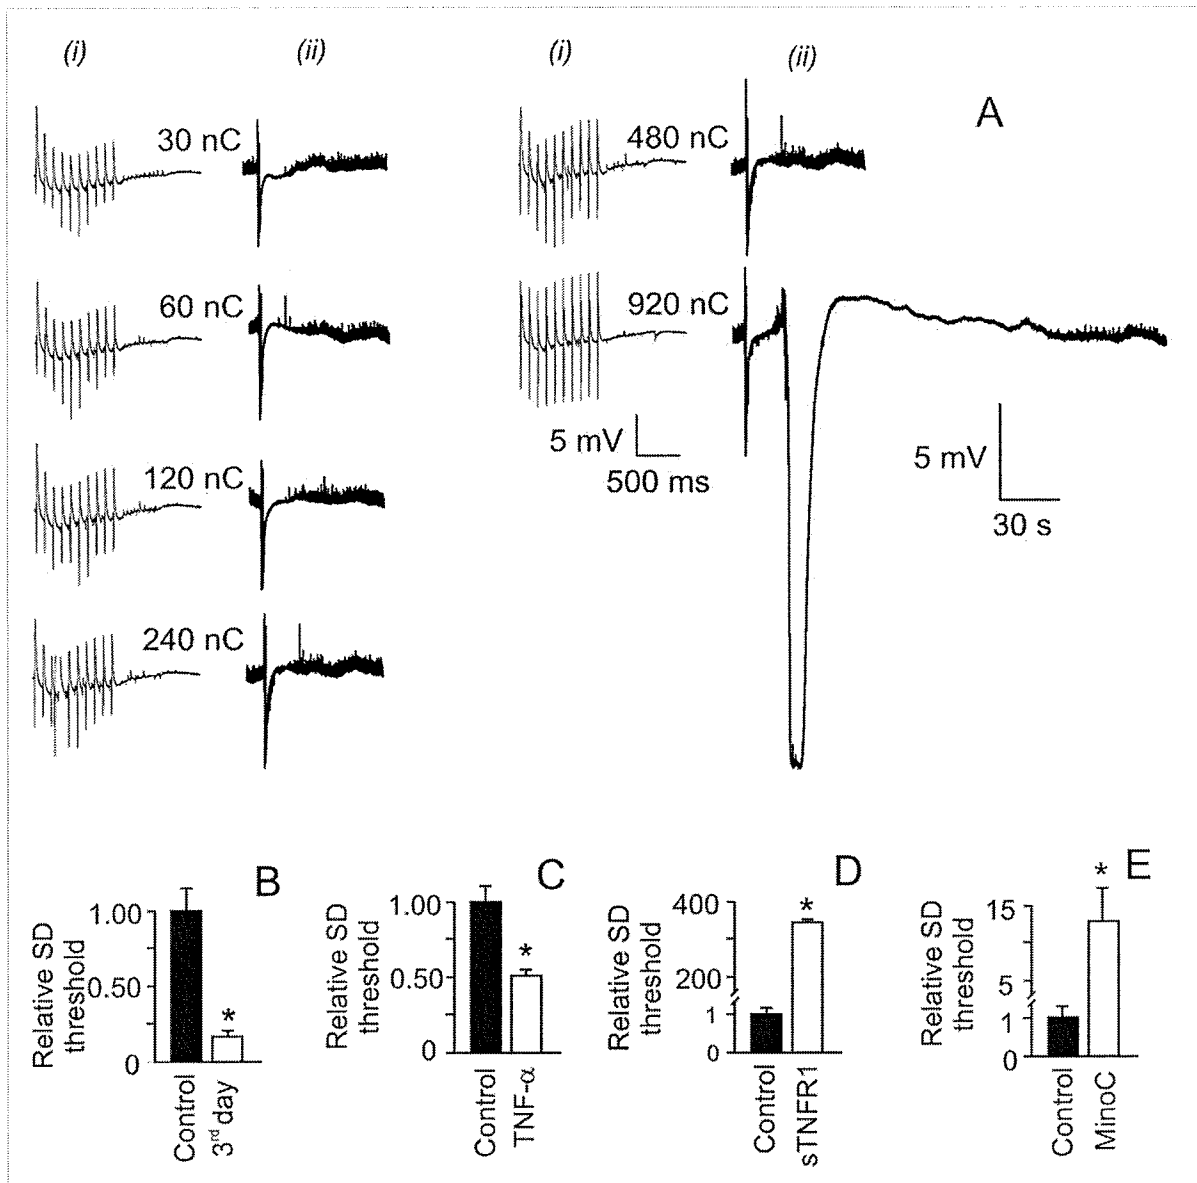 (i) (ii) (i) (ii)
A
30 nC
480 nC
60 nC
920 nC
5 mV
500 ms
5 mV
30 s
120 nC
240 nC
B
Relative SD
threshold
1.00
0.50
0
*
Control
3rd day
C
Relative SD
threshold
1.00
0.50
0
*
Control
TNF-α
D
Relative SD
threshold
400
200
1
0
*
Control
sTNFR1
E
Relative SD
threshold
15
5
1
0
*
Control
MinoC